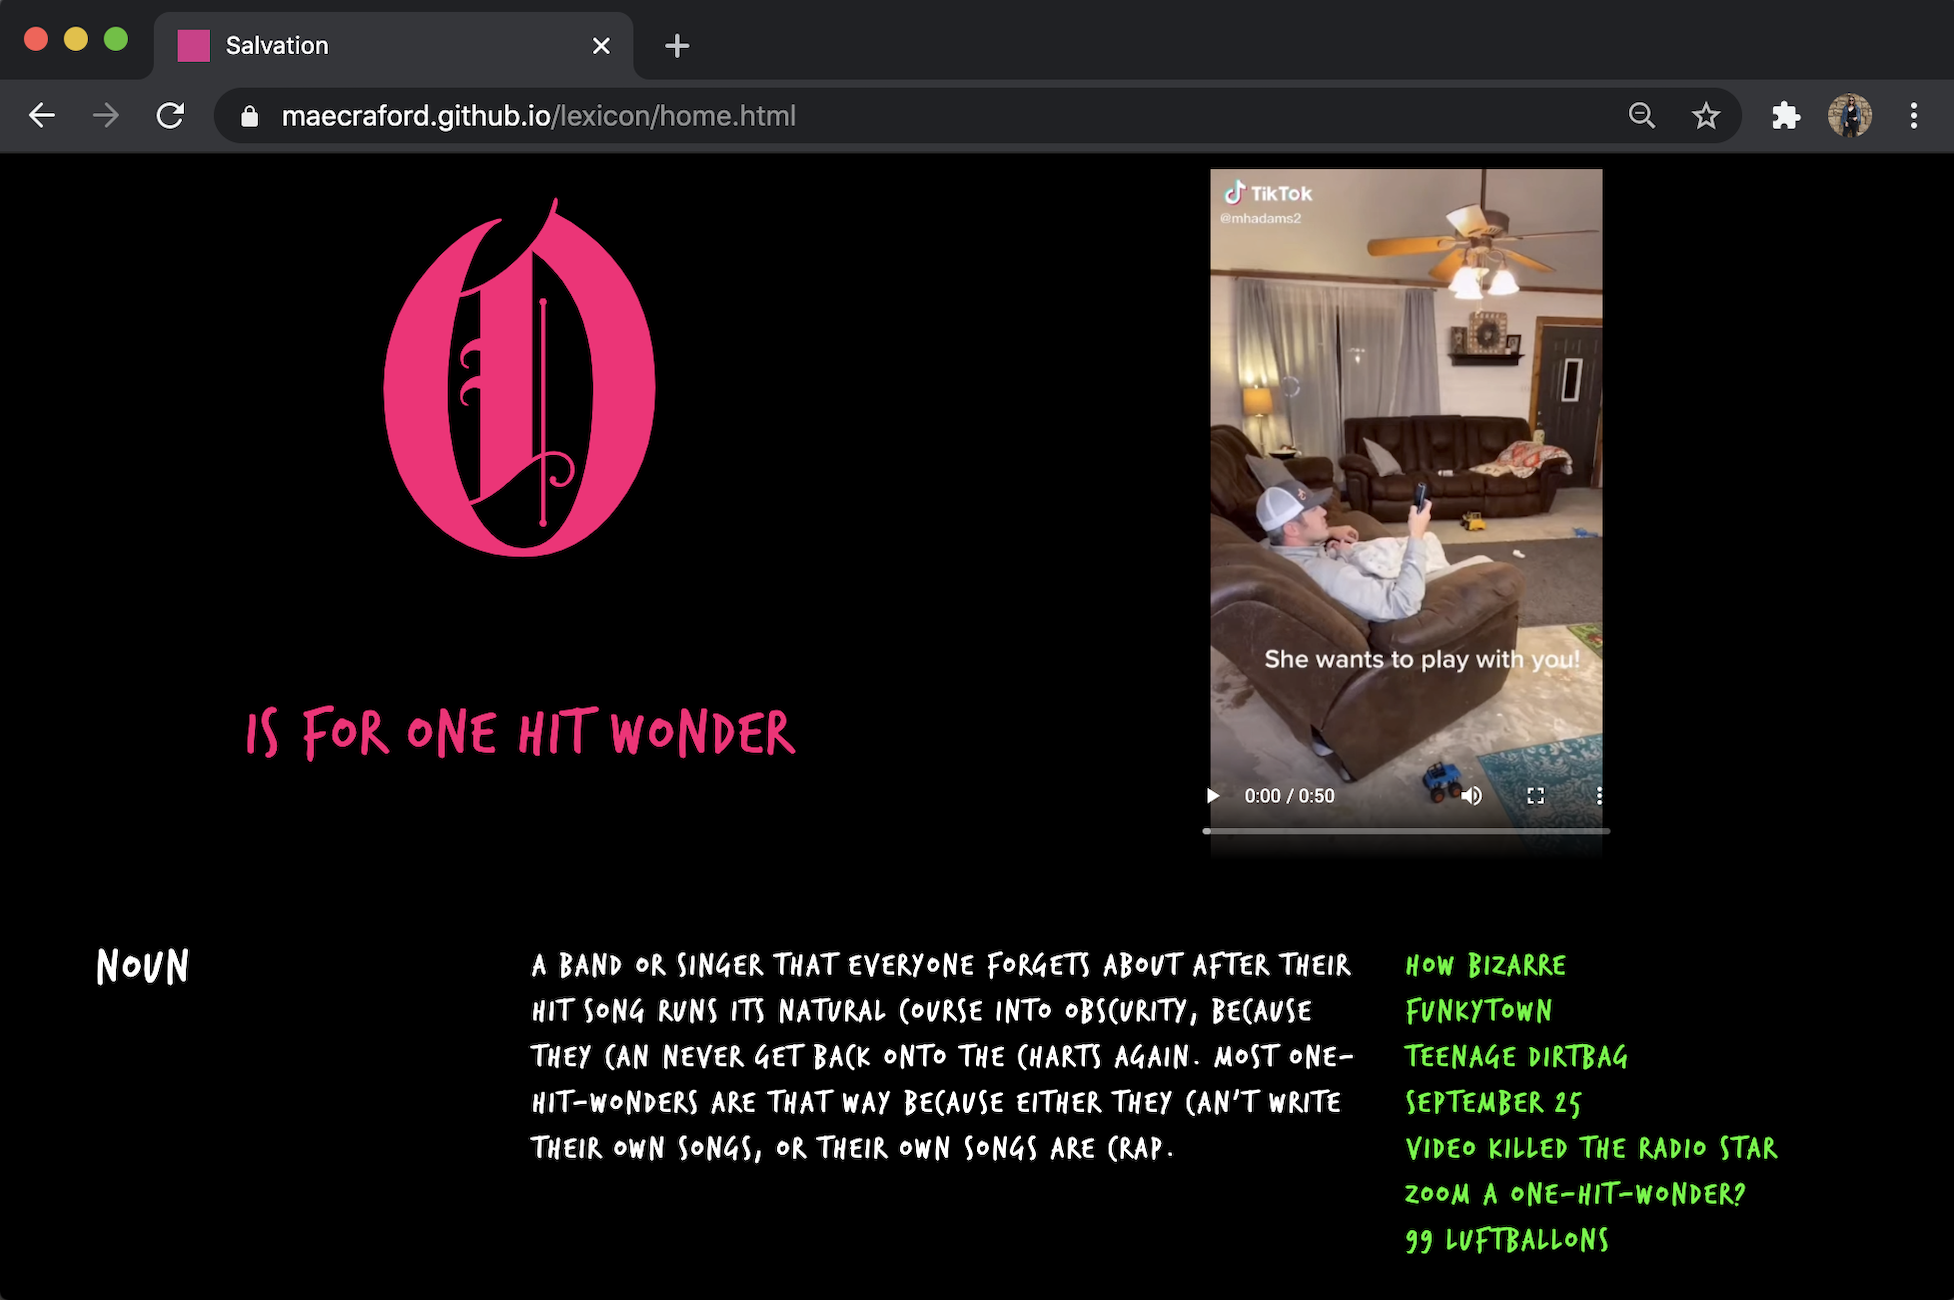 Salvation
maecraford.github.io/lexicon/home.html
O
IS FOR ONE HIT WONDER
TikTok
@mhadams2
She wants to play with you!
0:00 / 0:50
NOUN
A BAND OR SINGER THAT EVERYONE FORGETS ABOUT AFTER THEIR
HIT SONG RUNS ITS NATURAL COURSE INTO OBSCURITY, BECAUSE
THEY CAN NEVER GET BACK ONTO THE CHARTS AGAIN. MOST ONE-
HIT-WONDERS ARE THAT WAY BECAUSE EITHER THEY CAN'T WRITE
THEIR OWN SONGS, OR THEIR OWN SONGS ARE CRAP.
HOW BIZARRE
FUNKYTOWN
TEENAGE DIRTBAG
SEPTEMBER 25
VIDEO KILLED THE RADIO STAR
ZOOM A ONE-HIT-WONDER?
99 LUFTBALLONS